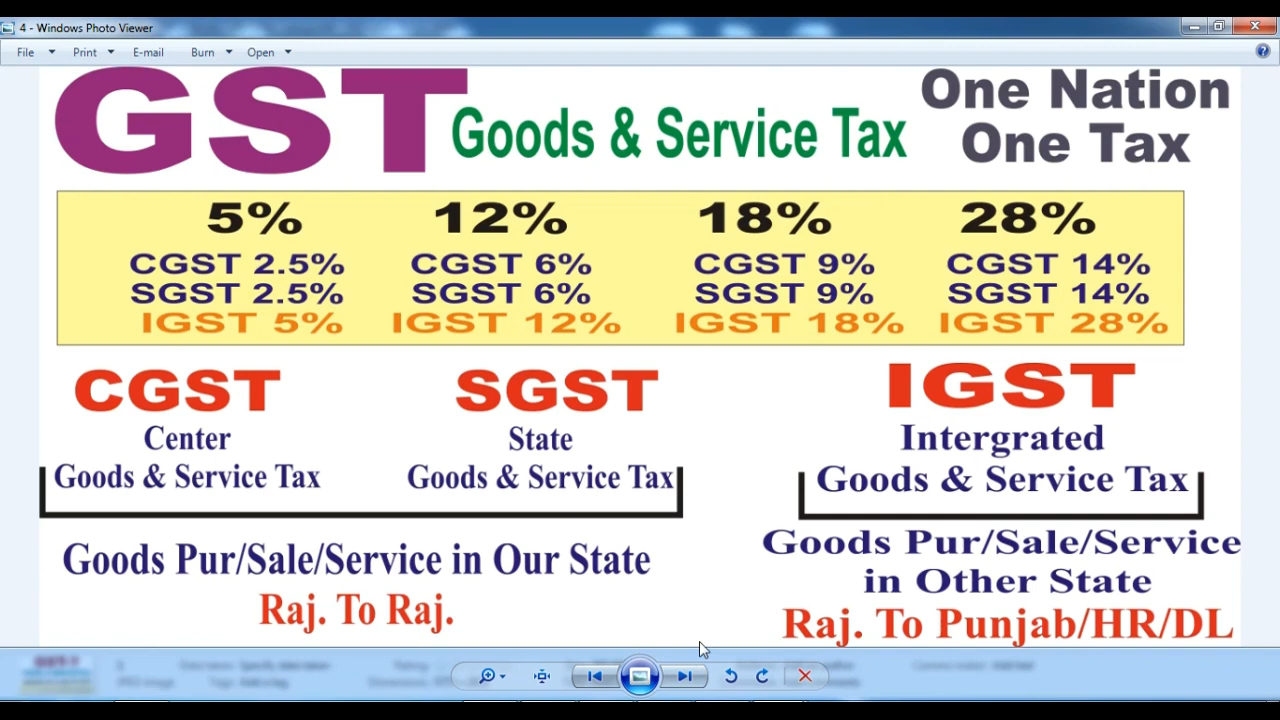 4 - Windows Photo Viewer
File Print E-mail Burn Open
GST Goods & Service Tax
One Nation
One Tax
5% 12% 18% 28%
CGST 2.5% CGST 6% CGST 9% CGST 14%
SGST 2.5% SGST 6% SGST 9% SGST 14%
IGST 5% IGST 12% IGST 18% IGST 28%
CGST SGST IGST
Center State Intergrated
Goods & Service Tax Goods & Service Tax Goods & Service Tax
Goods Pur/Sale/Service in Our State
Raj. To Raj.
Goods Pur/Sale/Service
in Other State
Raj. To Punjab/HR/DL